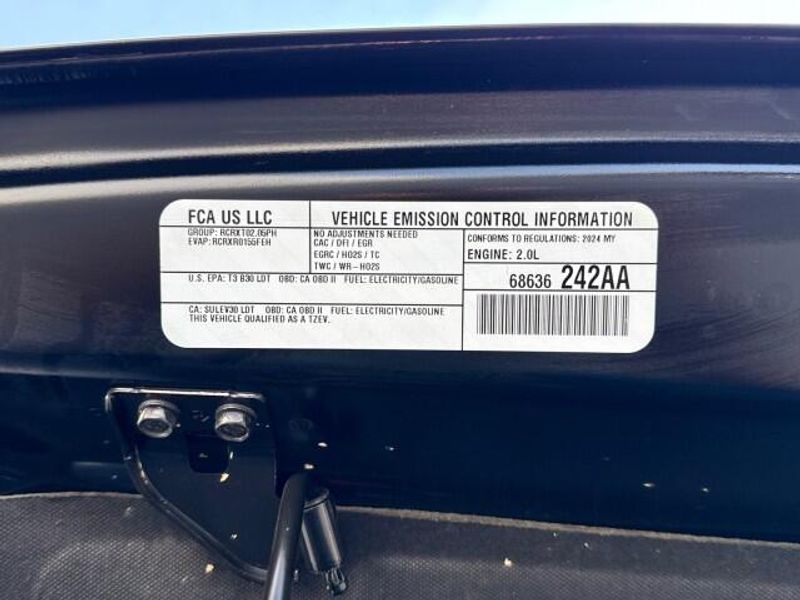 FCA US LLC
VEHICLE EMISSION CONTROL INFORMATION
GROUP: RCRXT02.05PH
EVAP: RCRXR0155FEH
NO ADJUSTMENTS NEEDED
CAC / DFI / EGR
EGRC / HO2S / TC
TWC / WR-HO2S
CONFORMS TO REGULATIONS: 2024 MY
ENGINE: 2.0L
U.S. EPA: T3 B30 LDT OBD: CA OBD II FUEL: ELECTRICITY/GASOLINE
68636 242AA
CA: SULEV30 LDT OBD: CA OBD II FUEL: ELECTRICITY/GASOLINE
THIS VEHICLE QUALIFIED AS A TZEV.